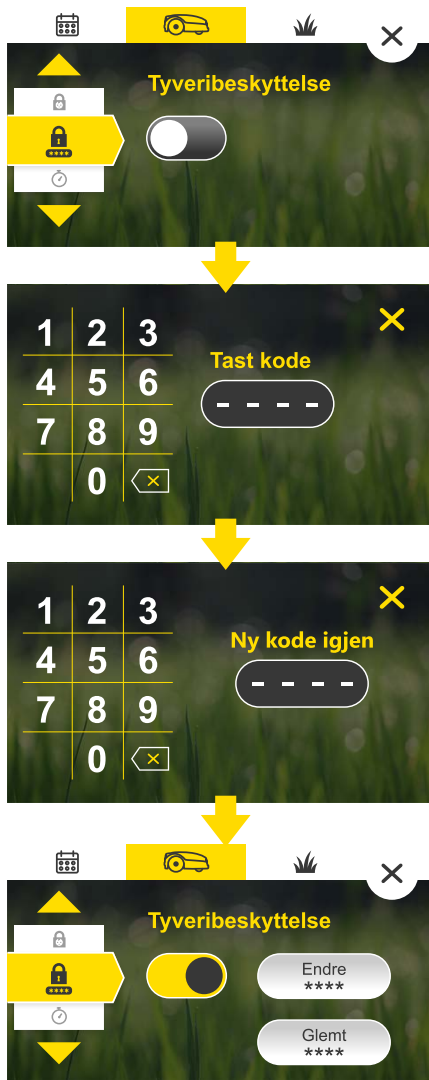 ****
Tyveribeskyttelse
1 2 3
4 5 6
7 8 9
0
Tast kode
- - - -
1 2 3
4 5 6
7 8 9
0
Ny kode igjen
- - - -
Tyveribeskyttelse
****
Endre
****
Glemt
****